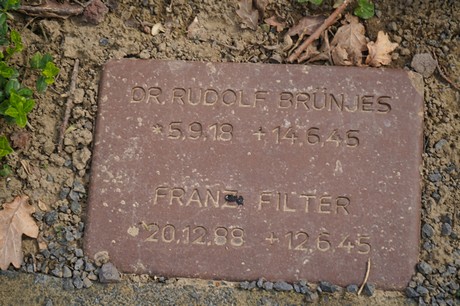 DR. RUDOLF BRÜNJES
*5.9.18 +14.6.45
FRANZ FILTER
*20.12.88 +12.6.45